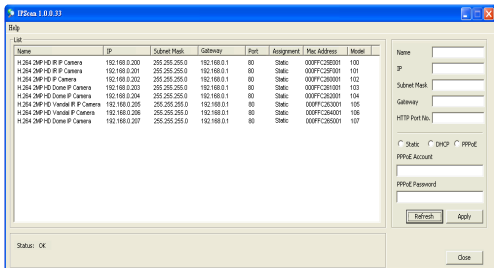 IPScan 1.0.0.33
Help
List
Name IP Subnet Mask Gateway Port Assignment Mac Address Model
H.264 2MP HD IR IP Camera 192.168.0.200 255.255.255.0 192.168.0.1 80 Static 000FFC25E001 100
H.264 2MP HD IP Camera 192.168.0.201 255.255.255.0 192.168.0.1 80 Static 000FFC25F001 101
H.264 2MP HD IP Camera 192.168.0.202 255.255.255.0 192.168.0.1 80 Static 000FFC260001 102
H.264 2MP HD Dome IP Camera 192.168.0.203 255.255.255.0 192.168.0.1 80 Static 000FFC261001 103
H.264 2MP HD Dome IP Camera 192.168.0.204 255.255.255.0 192.168.0.1 80 Static 000FFC262001 104
H.264 2MP HD Vandal IR IP Camera 192.168.0.205 255.255.255.0 192.168.0.1 80 Static 000FFC263001 105
H.264 2MP HD Vandal IP Camera 192.168.0.206 255.255.255.0 192.168.0.1 80 Static 000FFC264001 106
H.264 2MP HD Dome IP Camera 192.168.0.207 255.255.255.0 192.168.0.1 80 Static 000FFC265001 107
Name
IP
Subnet Mask
Gateway
HTTP Port No.
Static DHCP PPPoE
PPPoE Account
PPPoE Password
Refresh Apply
Status: OK
Close